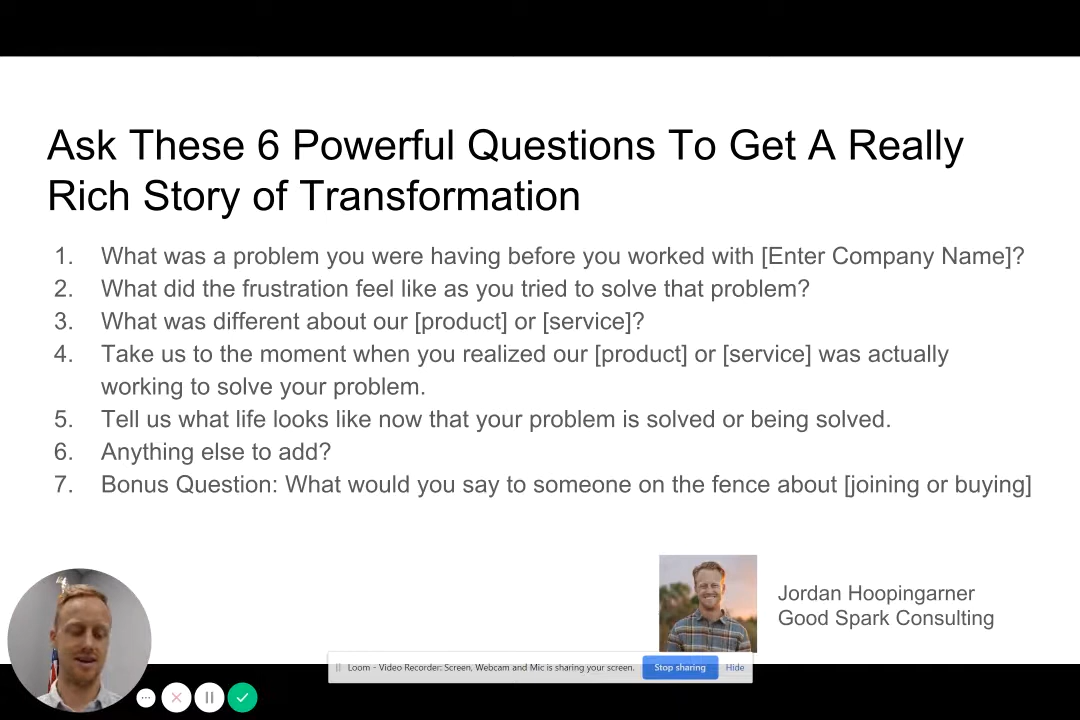 Ask These 6 Powerful Questions To Get A Really
Rich Story of Transformation
1. What was a problem you were having before you worked with [Enter Company Name]?
2. What did the frustration feel like as you tried to solve that problem?
3. What was different about our [product] or [service]?
4. Take us to the moment when you realized our [product] or [service] was actually
working to solve your problem.
5. Tell us what life looks like now that your problem is solved or being solved.
6. Anything else to add?
7. Bonus Question: What would you say to someone on the fence about [joining or buying]
Jordan Hoopingarner
Good Spark Consulting
Loom - Video Recorder: Screen, Webcam and Mic is sharing your screen. Stop sharing Hide